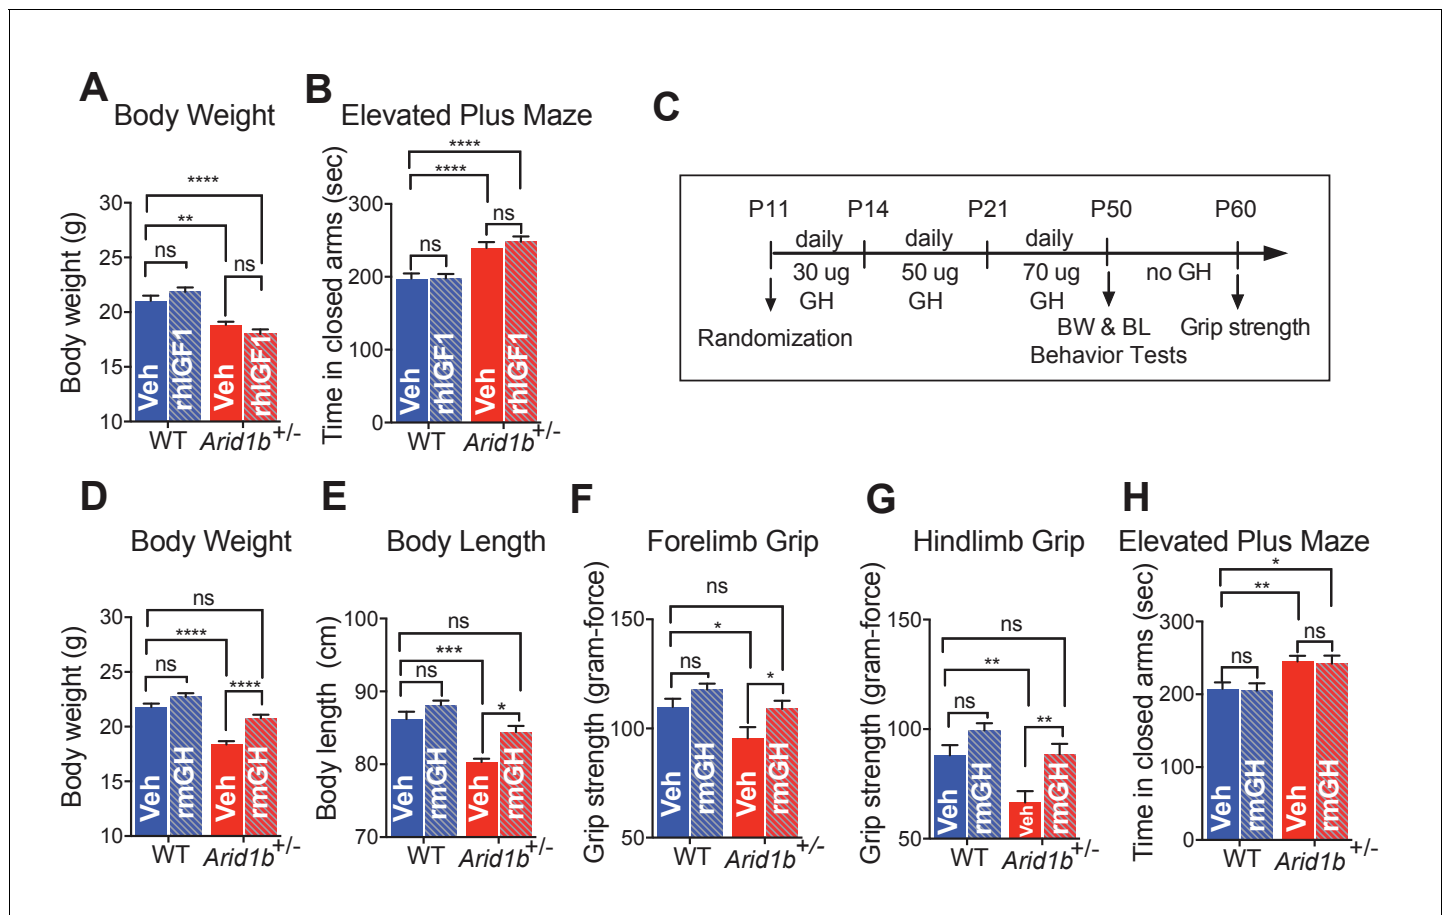 A
Body Weight
Body weight (g)
30
25
20
15
10
****
**
ns
ns
Veh
rhIGF1
Veh
rhIGF1
WT
Arid1b+/-
B
Elevated Plus Maze
Time in closed arms (sec)
300
200
100
0
****
****
ns
ns
Veh
rhIGF1
Veh
rhIGF1
WT
Arid1b+/-
C
P11
P14
P21
P50
P60
daily
daily
daily
30 ug
50 ug
70 ug
no GH
GH
GH
GH
Randomization
BW & BL
Behavior Tests
Grip strength
D
Body Weight
Body weight (g)
30
25
20
15
10
ns
****
ns
****
Veh
rmGH
Veh
rmGH
WT
Arid1b+/-
E
Body Length
Body length (cm)
100
90
80
70
ns
***
ns
*
Veh
rmGH
Veh
rmGH
WT
Arid1b+/-
F
Forelimb Grip
Grip strength (gram-force)
150
100
50
ns
*
ns
*
Veh
rmGH
Veh
rmGH
WT
Arid1b+/-
G
Hindlimb Grip
Grip strength (gram-force)
150
100
50
ns
**
ns
**
Veh
rmGH
Veh
rmGH
WT
Arid1b+/-
H
Elevated Plus Maze
Time in closed arms (sec)
300
200
100
0
*
**
ns
ns
Veh
rmGH
Veh
rmGH
WT
Arid1b+/-